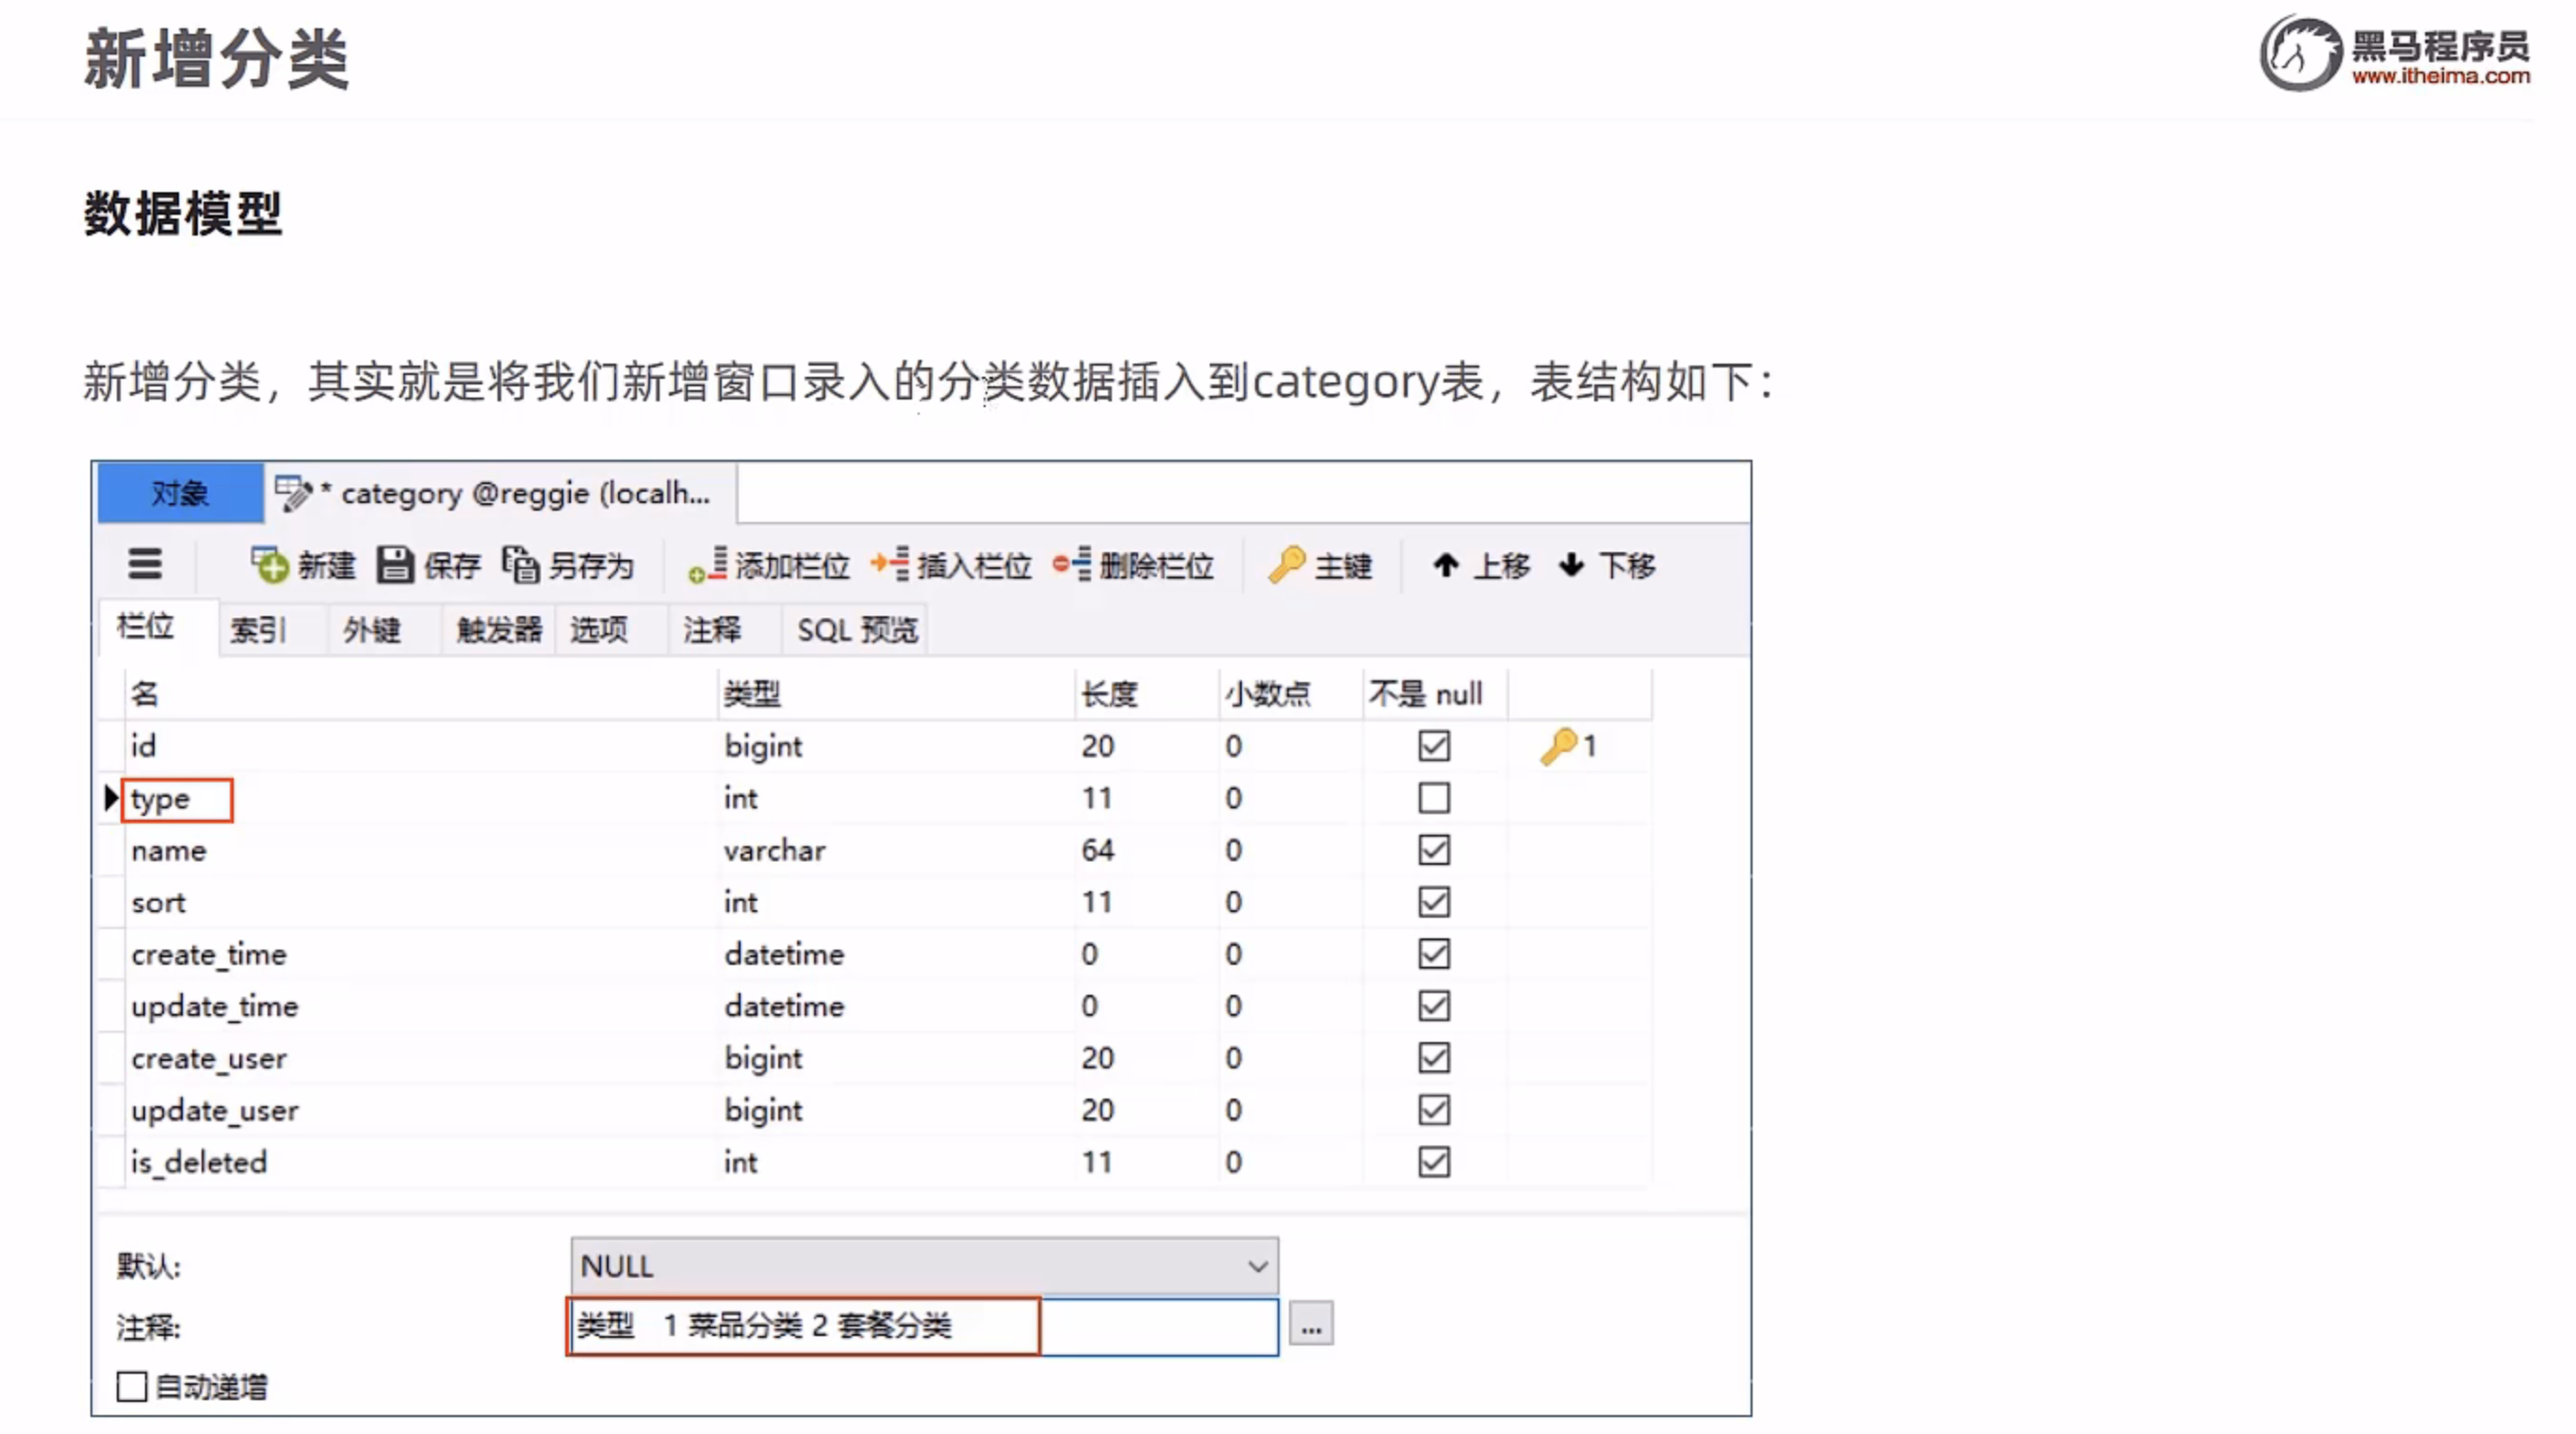 新增分类
黑马程序员
www.itheima.com
数据模型
新增分类，其实就是将我们新增窗口录入的分类数据插入到category表，表结构如下：
对象 * category @reggie (localh...
新建 保存 另存为 添加栏位 插入栏位 删除栏位 主键 上移 下移
栏位 索引 外键 触发器 选项 注释 SQL 预览
名 类型 长度 小数点 不是 null
id bigint 20 0 1
type int 11 0
name varchar 64 0
sort int 11 0
create_time datetime 0 0
update_time datetime 0 0
create_user bigint 20 0
update_user bigint 20 0
is_deleted int 11 0
默认: NULL
注释: 类型 1 菜品分类 2 套餐分类 ...
自动递增